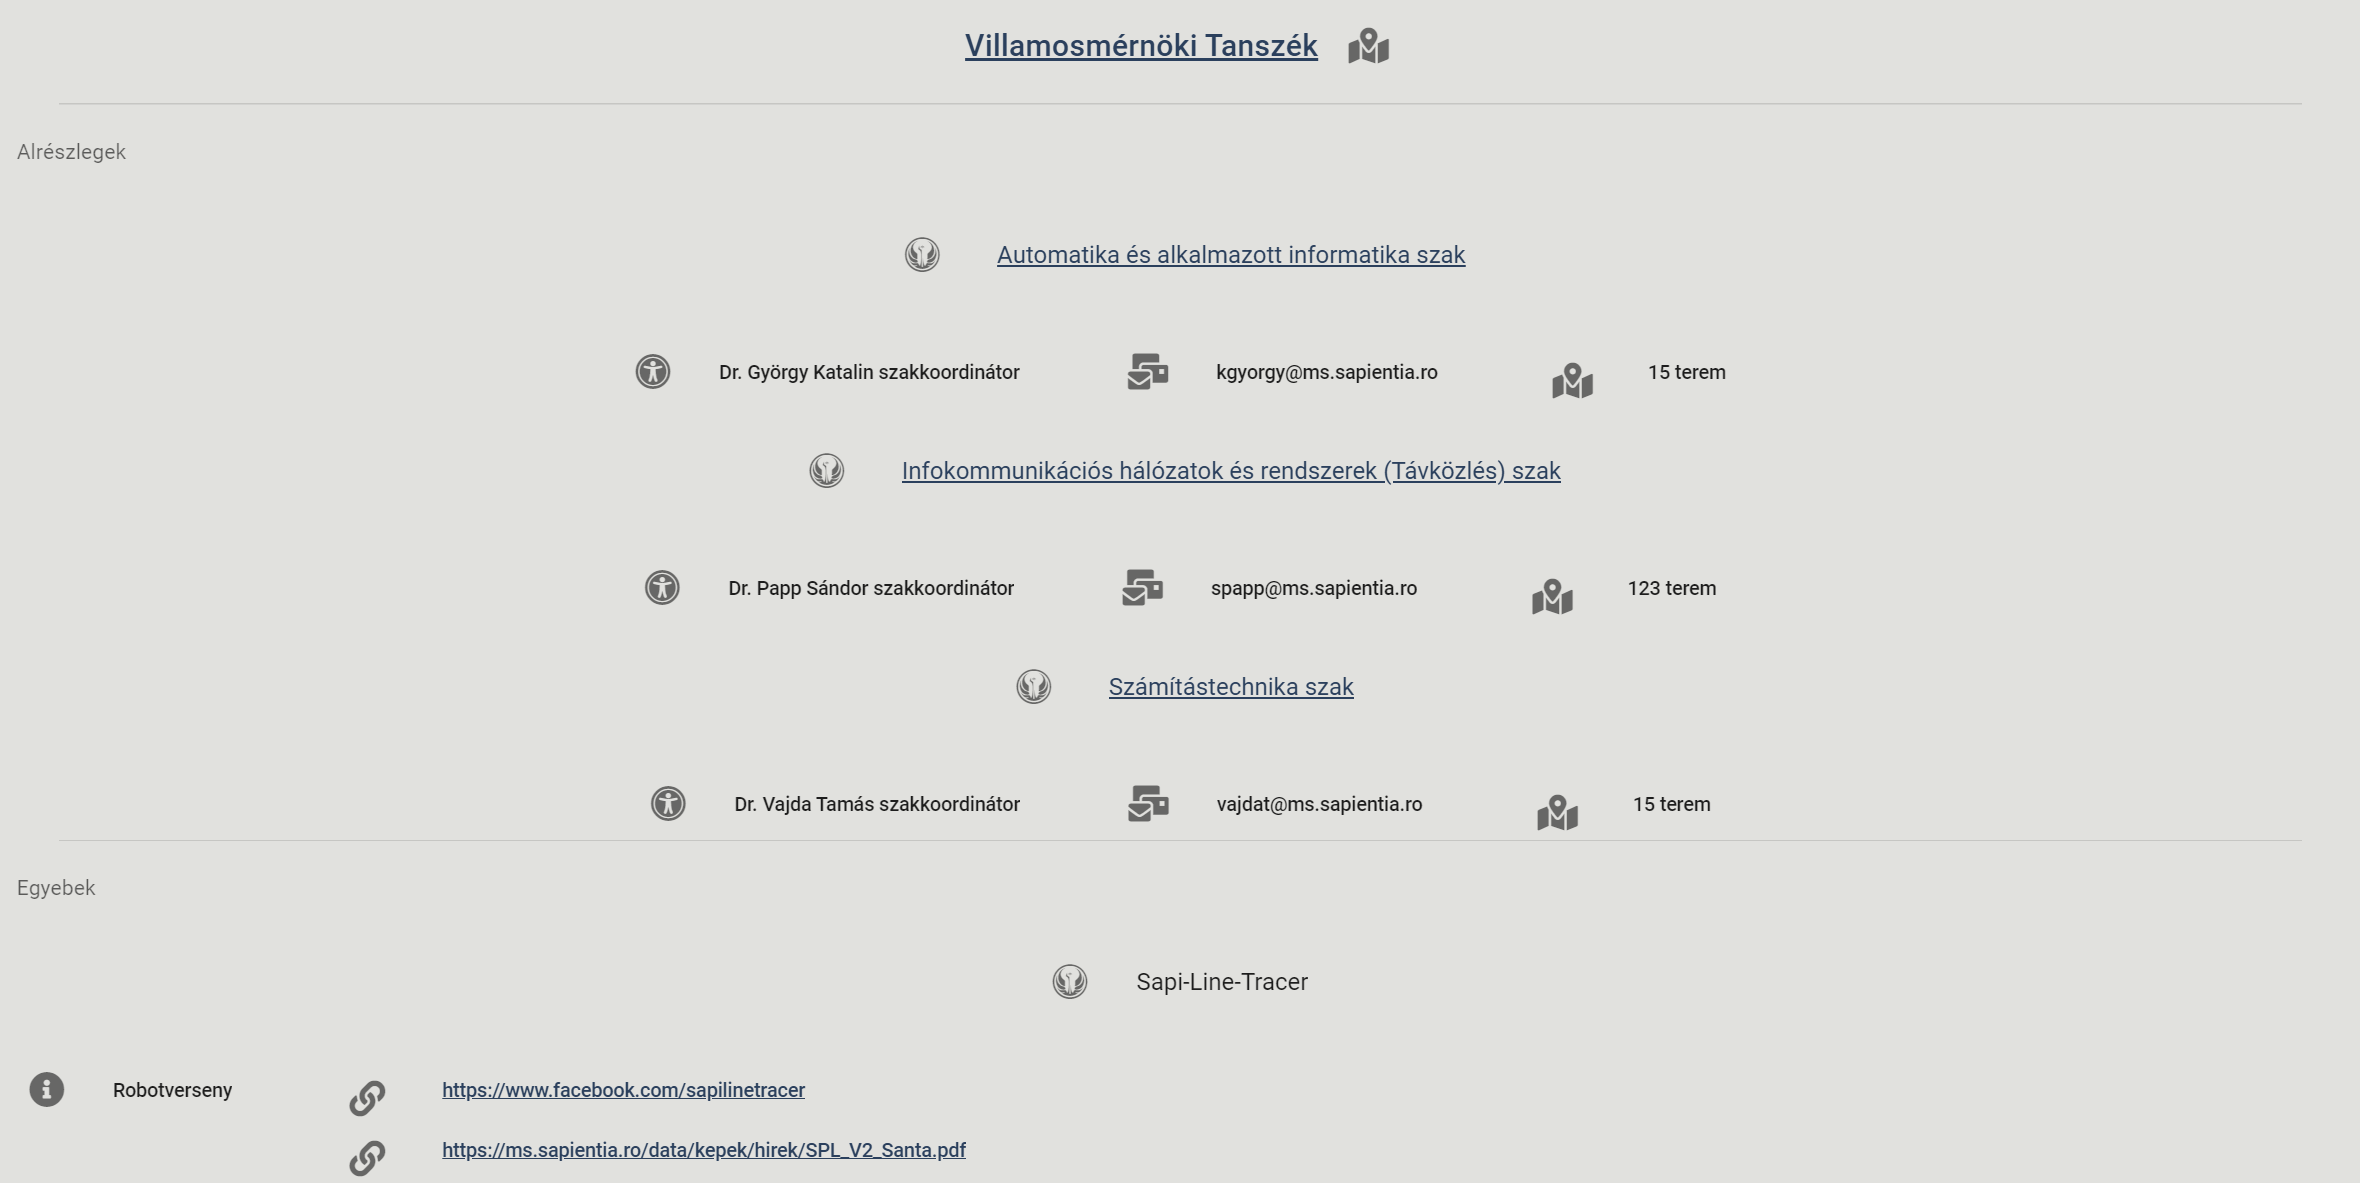 Villamosmérnöki Tanszék
Alrészlegek
Automatika és alkalmazott informatika szak
Dr. György Katalin szakkoordinátor kgyorgy@ms.sapientia.ro 15 terem
Infokommunikációs hálózatok és rendszerek (Távközlés) szak
Dr. Papp Sándor szakkoordinátor spapp@ms.sapientia.ro 123 terem
Számítástechnika szak
Dr. Vajda Tamás szakkoordinátor vajdat@ms.sapientia.ro 15 terem
Egyebek
Sapi-Line-Tracer
Robotverseny https://www.facebook.com/sapilinetracer
https://ms.sapientia.ro/data/kepek/hirek/SPL_V2_Santa.pdf